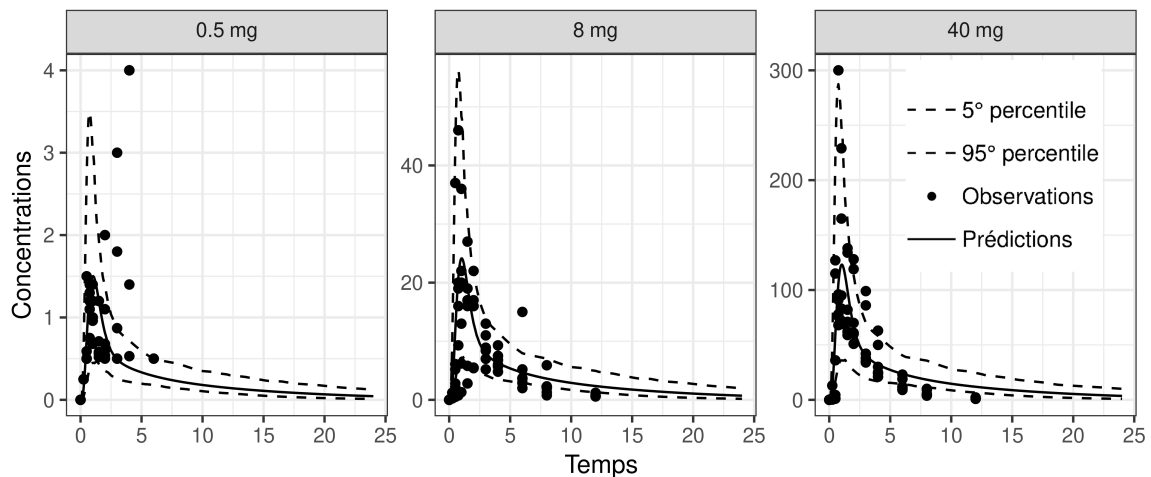 0.5 mg
8 mg
40 mg
Concentrations
4
3
2
1
0
40
20
0
300
200
100
0
5° percentile
95° percentile
Observations
Prédictions
0 5 10 15 20 25
0 5 10 15 20 25
0 5 10 15 20 25
Temps